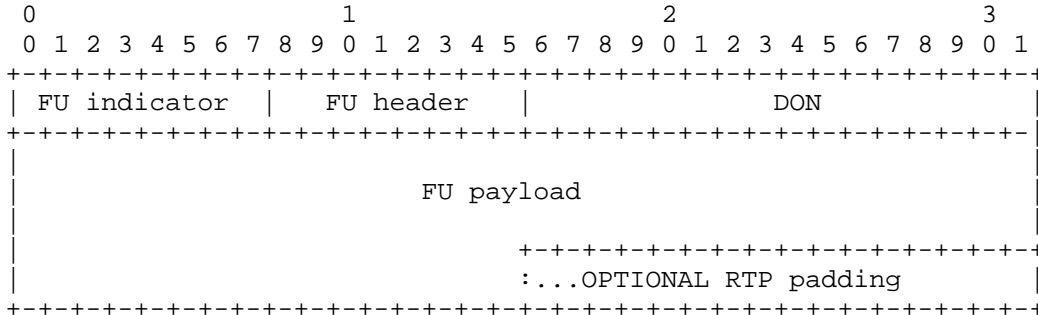 0                   1                   2                   3
 0 1 2 3 4 5 6 7 8 9 0 1 2 3 4 5 6 7 8 9 0 1 2 3 4 5 6 7 8 9 0 1
+-+-+-+-+-+-+-+-+-+-+-+-+-+-+-+-+-+-+-+-+-+-+-+-+-+-+-+-+-+-+-+-+
| FU indicator  |   FU header   |               DON             |
+-+-+-+-+-+-+-+-+-+-+-+-+-+-+-+-+-+-+-+-+-+-+-+-+-+-+-+-+-+-+-+-|
|                                                               |
|                         FU payload                            |
|                                                               |
|                               +-+-+-+-+-+-+-+-+-+-+-+-+-+-+-+-+
|                               :...OPTIONAL RTP padding        |
+-+-+-+-+-+-+-+-+-+-+-+-+-+-+-+-+-+-+-+-+-+-+-+-+-+-+-+-+-+-+-+-+